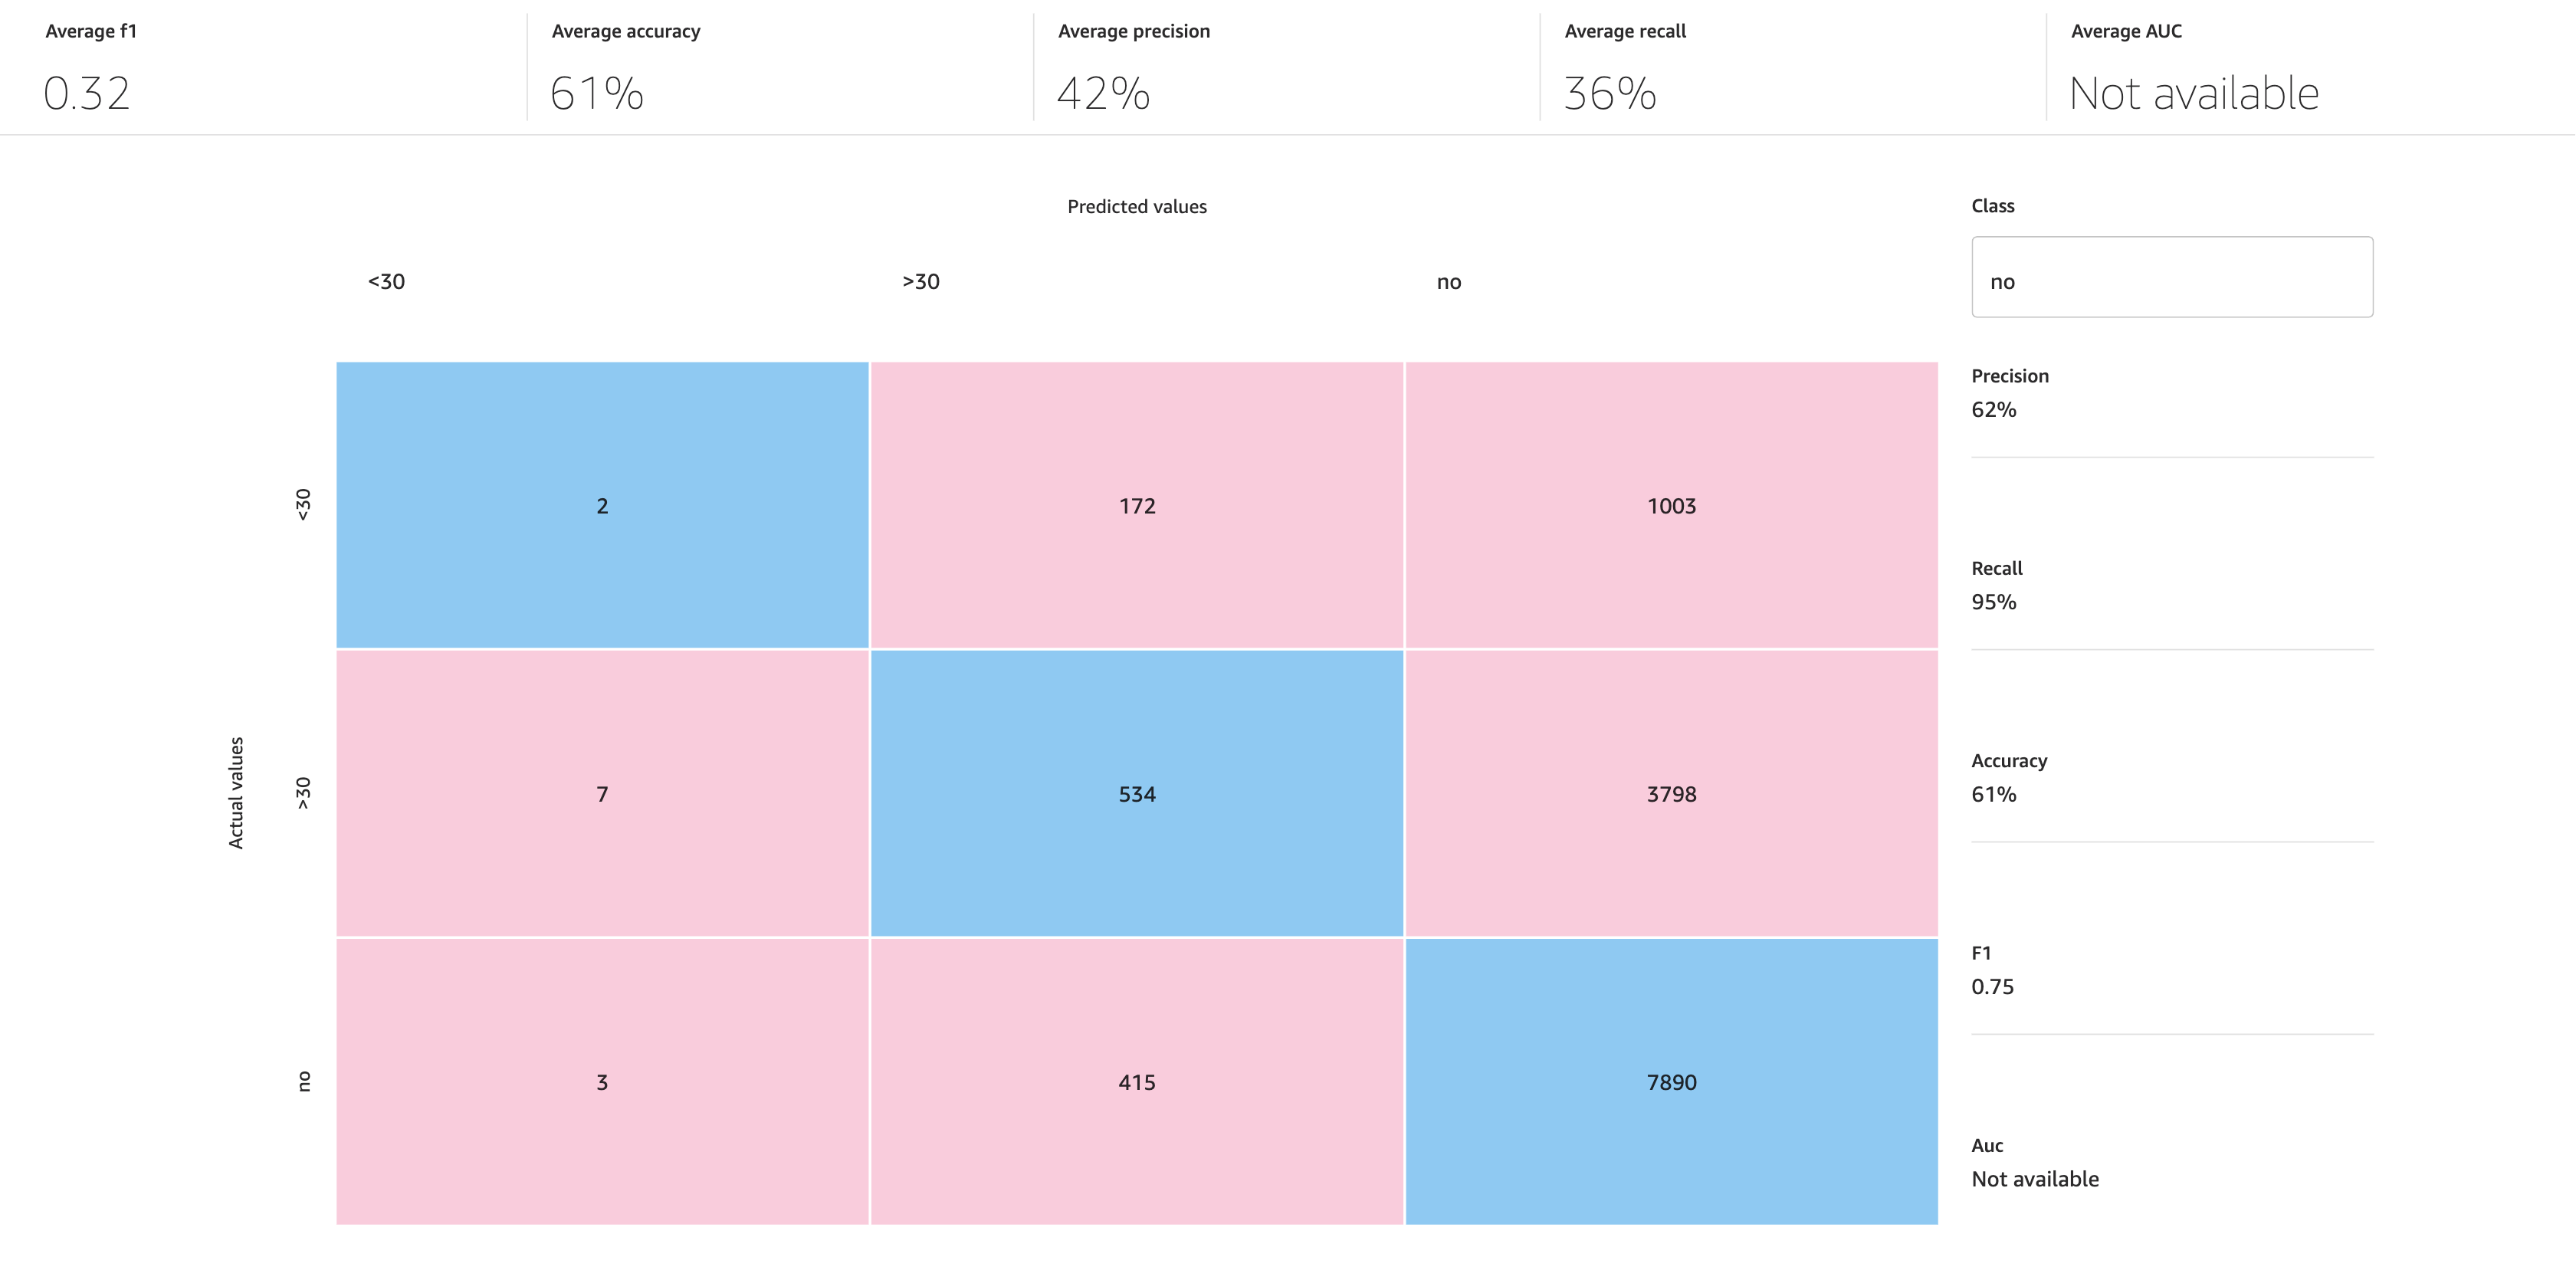 Average f1
0.32
Average accuracy
61%
Average precision
42%
Average recall
36%
Average AUC
Not available
Predicted values
<30 >30 no
Actual values
<30 2 172 1003
>30 7 534 3798
no 3 415 7890
Class
no
Precision
62%
Recall
95%
Accuracy
61%
F1
0.75
Auc
Not available